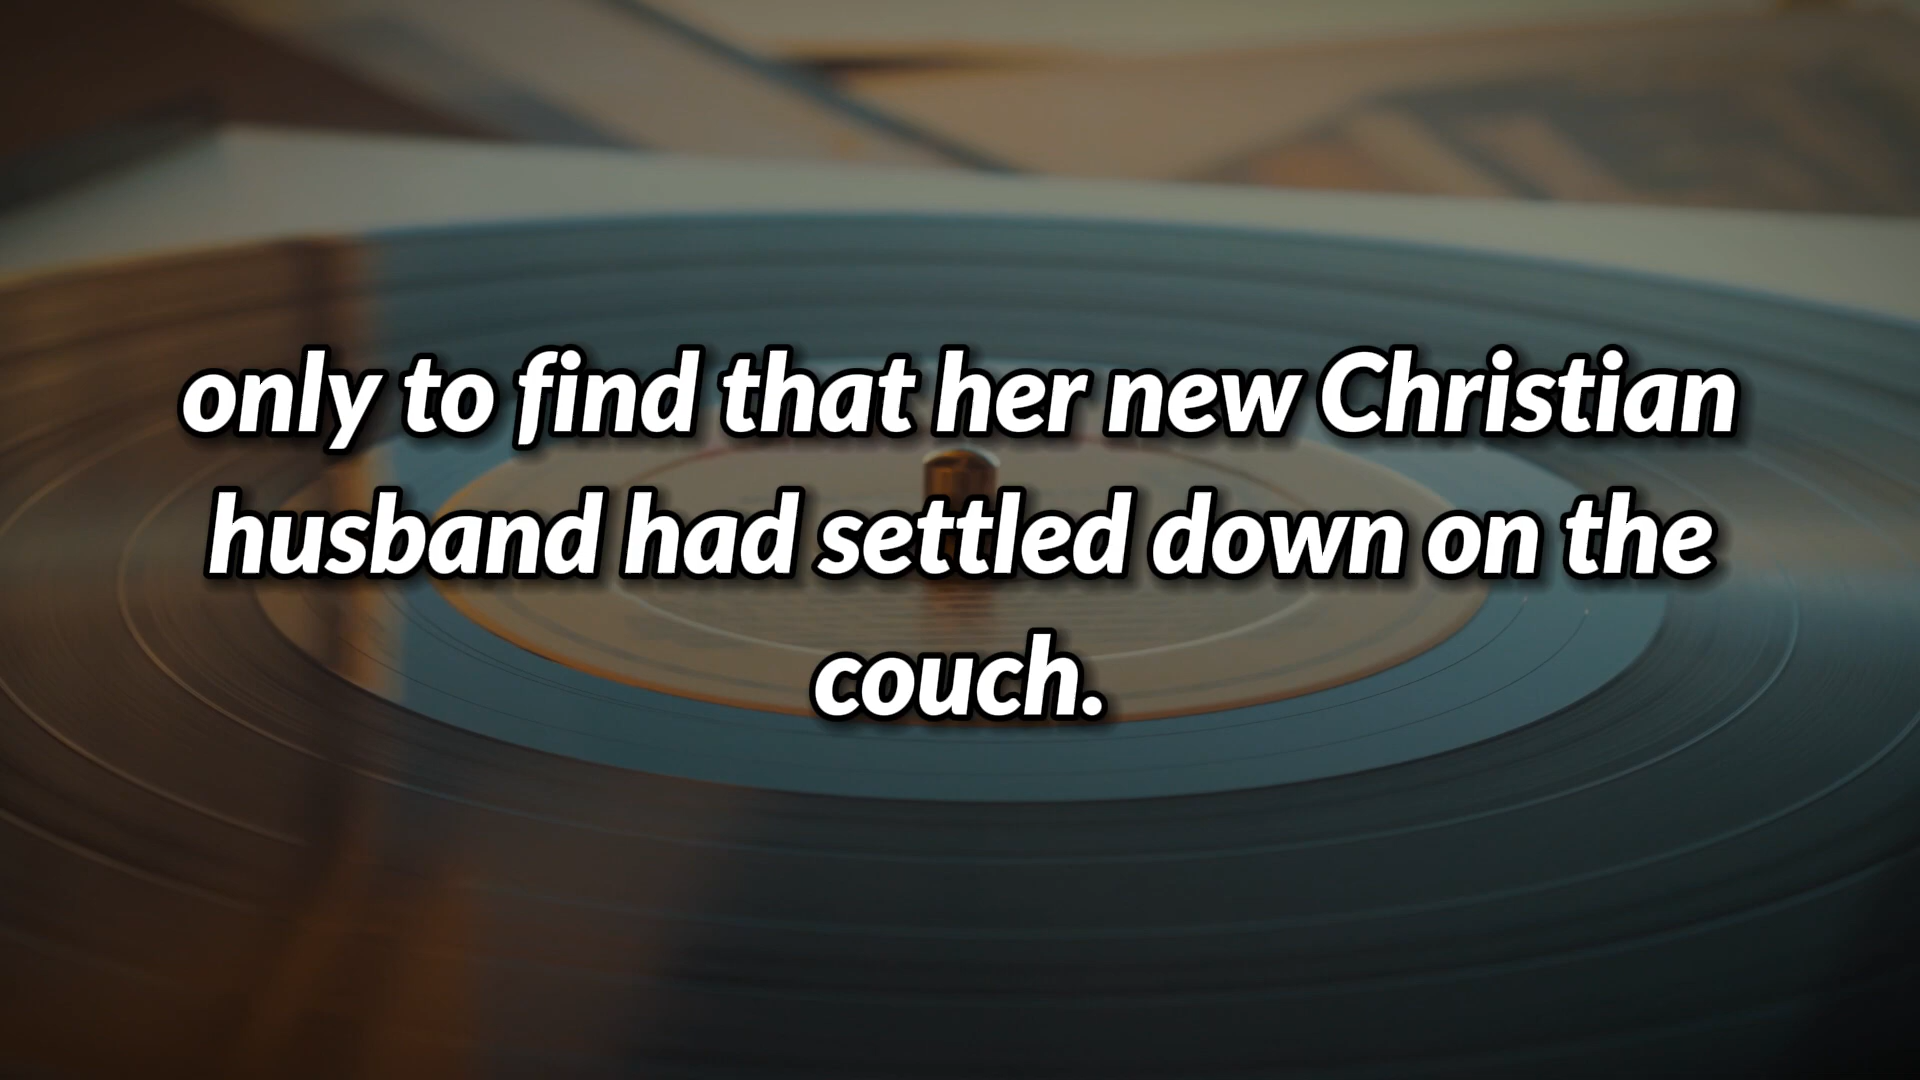 only to find that her new Christian
husband had settled down on the
couch.